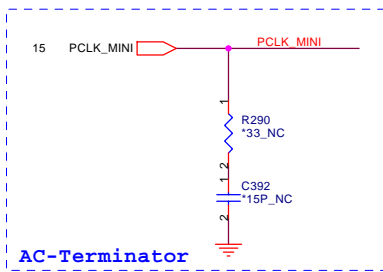 15 PCLK_MINI PCLK_MINI
1
R290
*33_NC
2
1
C392
*15P_NC
2
AC-Terminator